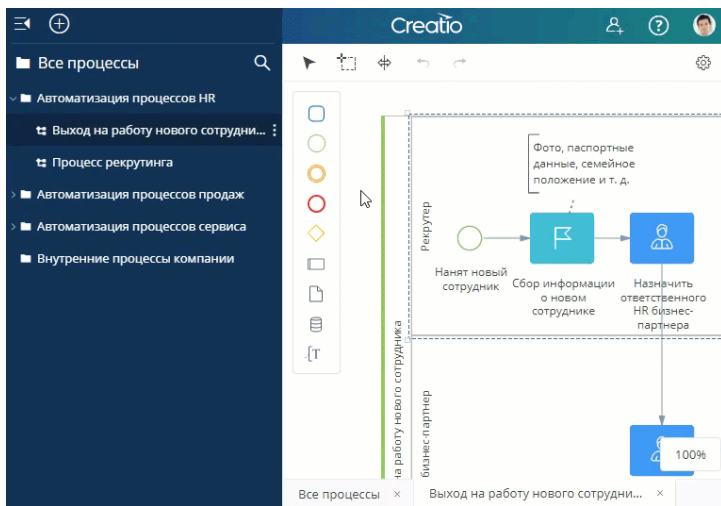 Creatio
Все процессы
Автоматизация процессов HR
Выход на работу нового сотрудни...
Процесс рекрутинга
Автоматизация процессов продаж
Автоматизация процессов сервиса
Внутренние процессы компании
T
Фото, паспортные
данные, семейное
положение и т. д.
Рекрутер
Нанят новый
сотрудник
Сбор информации
о новом
сотруднике
Назначить
ответственного
HR бизнес-
партнера
на работу нового сотрудника
бизнес-партнер
100%
Все процессы ×
Выход на работу нового сотрудни... ×